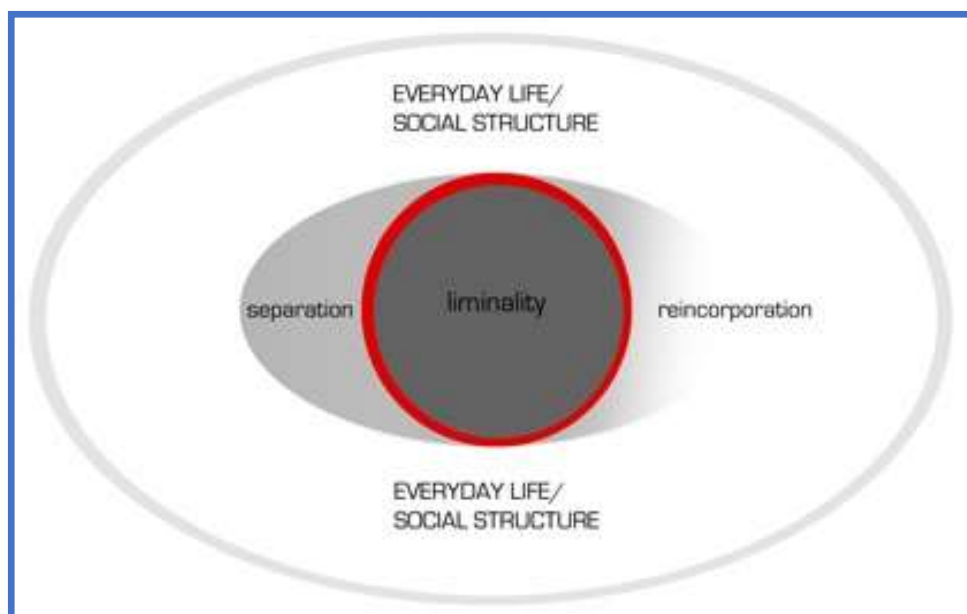 EVERYDAY LIFE/
SOCIAL STRUCTURE
separation
liminality
reincorporation
EVERYDAY LIFE/
SOCIAL STRUCTURE